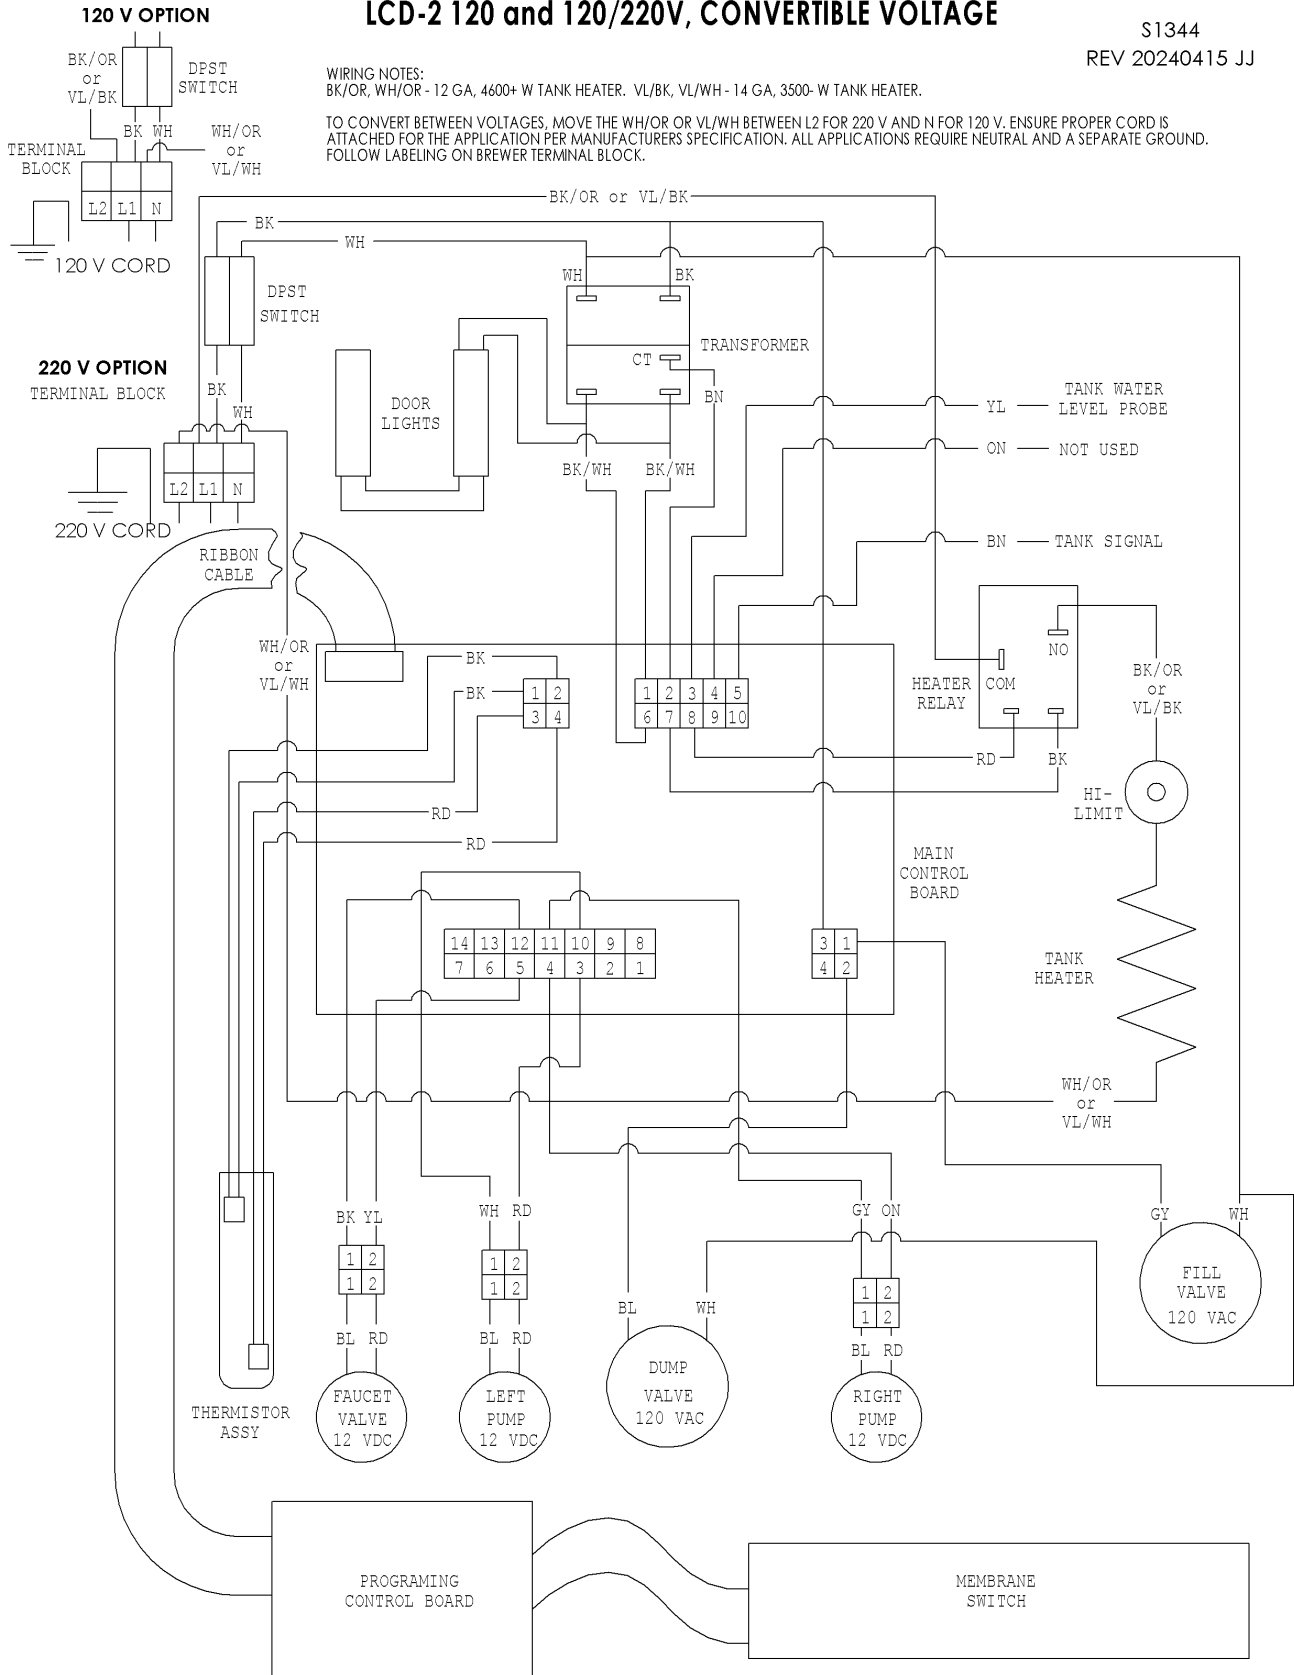 120 V OPTION
LCD-2 120 and 120/220V, CONVERTIBLE VOLTAGE
S1344
REV 20240415 JJ
WIRING NOTES:
BK/OR, WH/OR - 12 GA, 4600+ W TANK HEATER. VL/BK, VL/WH - 14 GA, 3500- W TANK HEATER.
TO CONVERT BETWEEN VOLTAGES, MOVE THE WH/OR OR VL/WH BETWEEN L2 FOR 220 V AND N FOR 120 V. ENSURE PROPER CORD IS
ATTACHED FOR THE APPLICATION PER MANUFACTURERS SPECIFICATION. ALL APPLICATIONS REQUIRE NEUTRAL AND A SEPARATE GROUND.
FOLLOW LABELING ON BREWER TERMINAL BLOCK.
BK/OR
or
VL/BK
DPST
SWITCH
BK WH
WH/OR
or
VL/WH
TERMINAL
BLOCK
L2 L1 N
120 V CORD
BK/OR or VL/BK
BK
WH
DPST
SWITCH
WH
BK
TRANSFORMER
CT
BN
220 V OPTION
TERMINAL BLOCK
BK
WH
DOOR
LIGHTS
BK/WH
BK/WH
YL
TANK WATER
LEVEL PROBE
ON
NOT USED
L2 L1 N
220 V CORD
BN
TANK SIGNAL
RIBBON
CABLE
WH/OR
or
VL/WH
BK
BK
1 2
3 4
1 2 3 4 5
6 7 8 9 10
NO
COM
HEATER
RELAY
RD
BK
BK/OR
or
VL/BK
HI-
LIMIT
RD
RD
MAIN
CONTROL
BOARD
14 13 12 11 10 9 8
7 6 5 4 3 2 1
3 1
4 2
TANK
HEATER
WH/OR
or
VL/WH
BK YL
WH RD
GY ON
GY
WH
1 2
1 2
1 2
1 2
1 2
1 2
FILL
VALVE
120 VAC
BL
WH
BL RD
BL RD
BL RD
THERMISTOR
ASSY
FAUCET
VALVE
12 VDC
LEFT
PUMP
12 VDC
DUMP
VALVE
120 VAC
RIGHT
PUMP
12 VDC
PROGRAMING
CONTROL BOARD
MEMBRANE
SWITCH